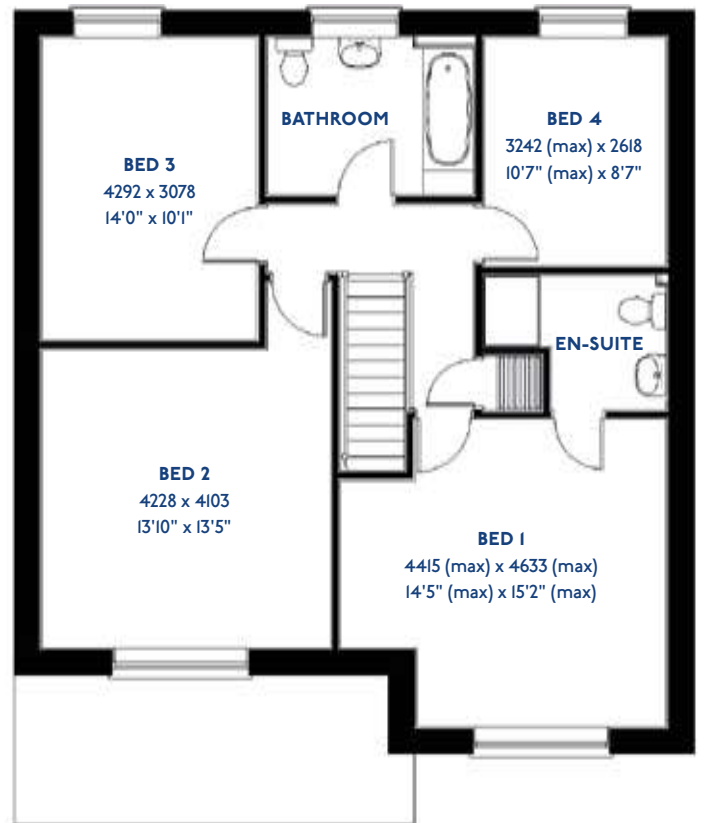 BATHROOM
BED 4
3242 (max) x 2618
10'7" (max) x 8'7"
BED 3
4292 x 3078
14'0" x 10'1"
EN-SUITE
BED 2
4228 x 4103
13'10" x 13'5"
BED 1
4415 (max) x 4633 (max)
14'5" (max) x 15'2" (max)